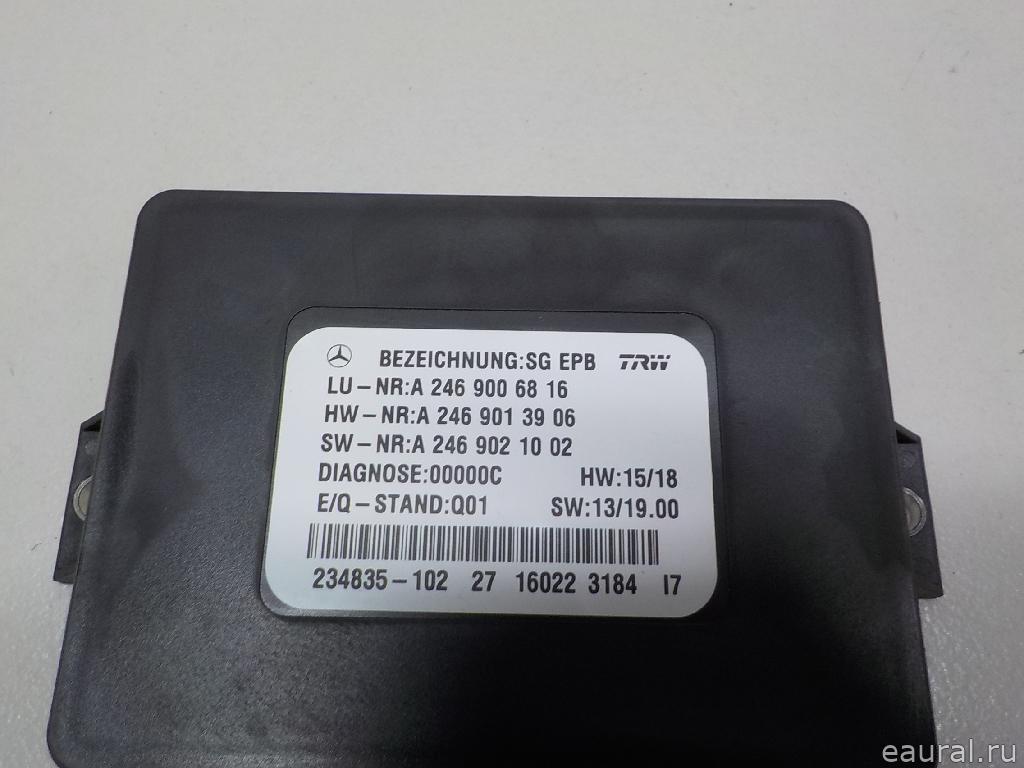 BEZEICHNUNG:SG EPB TRW
LU-NR:A 246 900 68 16
HW-NR:A 246 901 39 06
SW-NR:A 246 902 10 02
DIAGNOSE:00000C HW:15/18
E/Q-STAND:Q01 SW:13/19.00
234835-102 27 16022 3184 I7
eaural.ru